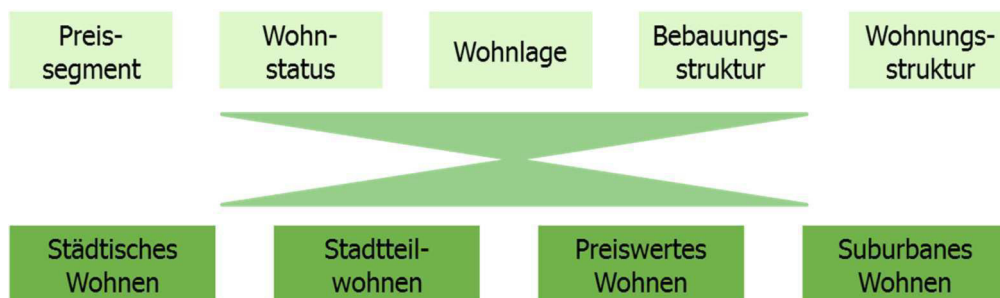 Preis-
segment
Wohn-
status
Wohnlage
Bebauungs-
struktur
Wohnungs-
struktur
Städtisches
Wohnen
Stadtteil-
wohnen
Preiswertes
Wohnen
Suburbanes
Wohnen